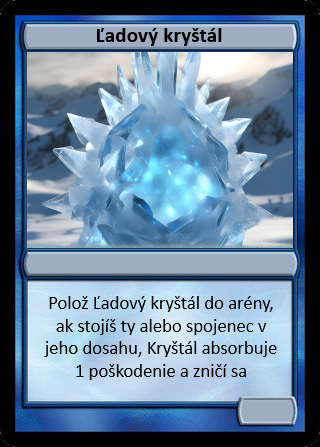 Ľadový kryštál
Polož Ľadový kryštál do arény,
ak stojíš ty alebo spojenec v
jeho dosahu, Kryštál absorbuje
1 poškodenie a zničí sa